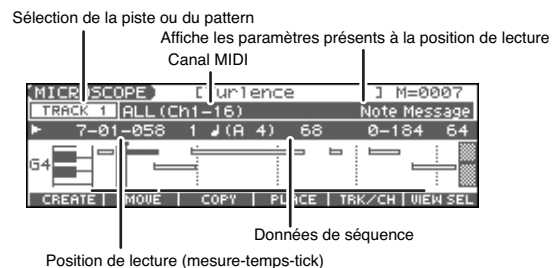 Sélection de la piste ou du pattern
Affiche les paramètres présents à la position de lecture
Canal MIDI
MICROSCOPE [Turlence ] M=0007
TRACK 1 ALL(Ch1-16) Note Message
7-01-058 1 ♩(A 4) 68 0-184 64
G4
CREATE MOVE COPY PLACE TRK/CH VIEW SEL
Données de séquence
Position de lecture (mesure-temps-tick)